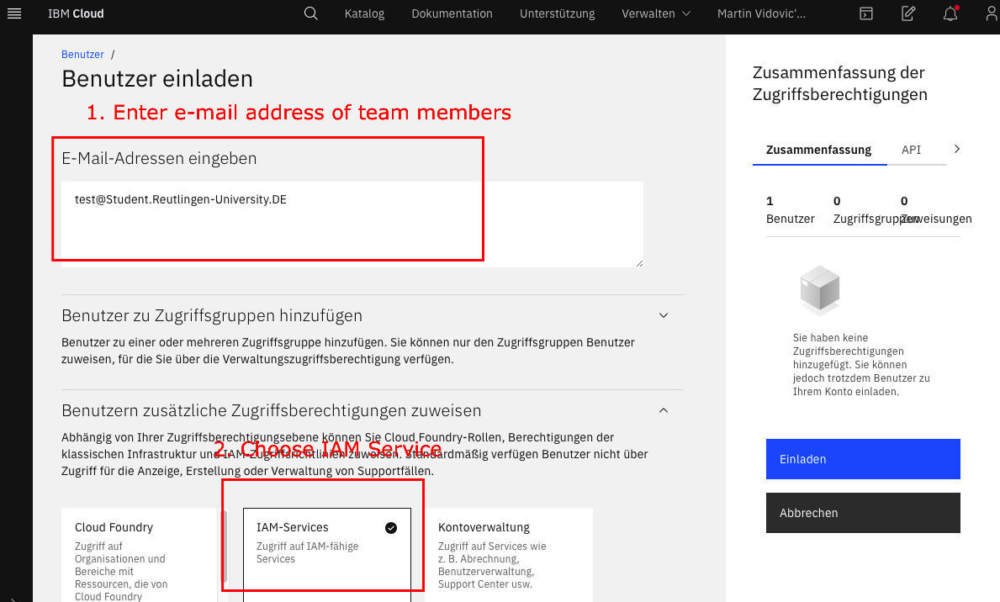 IBM Cloud
Katalog
Dokumentation
Unterstützung
Verwalten
Martin Vidovic'...
Benutzer /
Benutzer einladen
1. Enter e-mail address of team members
E-Mail-Adressen eingeben
test@Student.Reutlingen-University.DE
Benutzer zu Zugriffsgruppen hinzufügen
Benutzer zu einer oder mehreren Zugriffsgruppe hinzufügen. Sie können nur den Zugriffsgruppen Benutzer
zuweisen, für die Sie über die Verwaltungszugriffsberechtigung verfügen.
Benutzern zusätzliche Zugriffsberechtigungen zuweisen
Abhängig von Ihrer Zugriffsberechtigungsebene können Sie Cloud Foundry-Rollen, Berechtigungen der
klassischen Infrastruktur und IAM-Zugriffsrichtlinien zuweisen. Standardmäßig verfügen Benutzer nicht über
Zugriff für die Anzeige, Erstellung oder Verwaltung von Supportfällen.
2. Choose IAM Service
Cloud Foundry
Zugriff auf
Organisationen und
Bereiche mit
Ressourcen, die von
Cloud Foundry
IAM-Services
Zugriff auf IAM-fähige
Services
Kontoverwaltung
Zugriff auf Services wie
z. B. Abrechnung,
Benutzerverwaltung,
Support Center usw.
Zusammenfassung der
Zugriffsberechtigungen
Zusammenfassung
API
1
Benutzer
0
Zugriffsgruppen
0
Zuweisungen
Sie haben keine
Zugriffsberechtigungen
hinzugefügt. Sie können
jedoch trotzdem Benutzer zu
Ihrem Konto einladen.
Einladen
Abbrechen